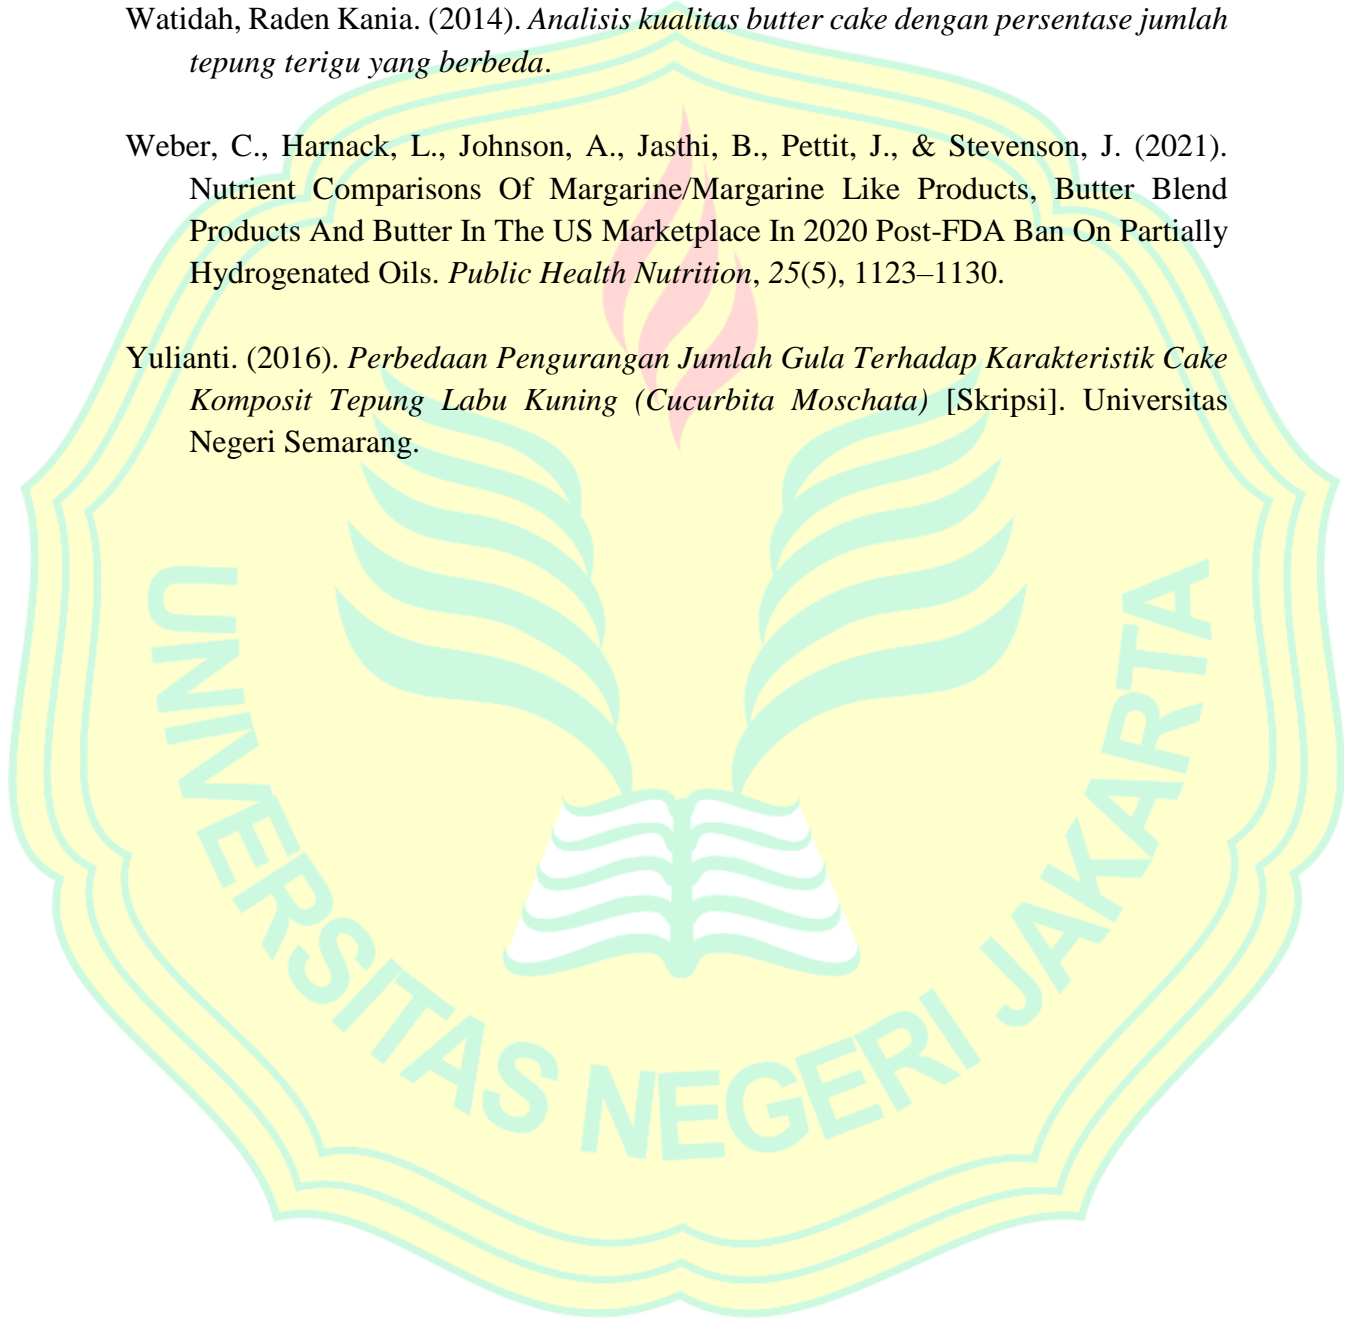 Watidah, Raden Kania. (2014). Analisis kualitas butter cake dengan persentase jumlah
tepung terigu yang berbeda.
Weber, C., Harnack, L., Johnson, A., Jasthi, B., Pettit, J., & Stevenson, J. (2021).
Nutrient Comparisons Of Margarine/Margarine Like Products, Butter Blend
Products And Butter In The US Marketplace In 2020 Post-FDA Ban On Partially
Hydrogenated Oils. Public Health Nutrition, 25(5), 1123–1130.
Yulianti. (2016). Perbedaan Pengurangan Jumlah Gula Terhadap Karakteristik Cake
Komposit Tepung Labu Kuning (Cucurbita Moschata) [Skripsi]. Universitas
Negeri Semarang.
UNIVERSITAS NEGERI JAKARTA